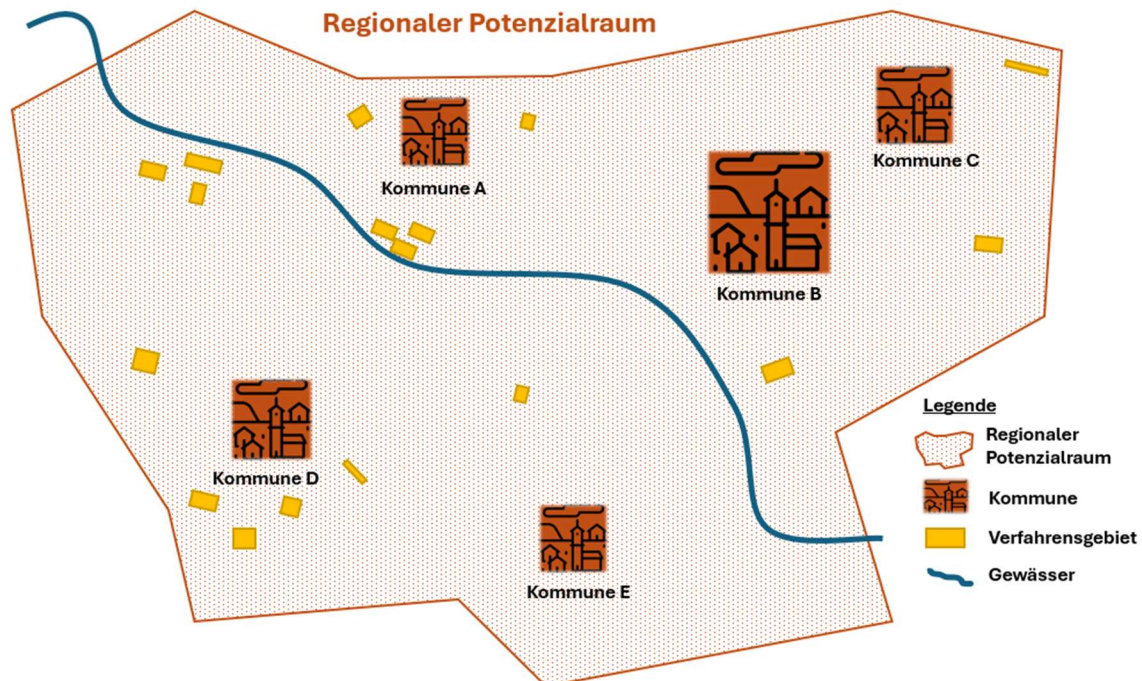 Regionaler Potenzialraum
Kommune A
Kommune C
Kommune B
Kommune D
Kommune E
Legende
Regionaler
Potenzialraum
Kommune
Verfahrensgebiet
Gewässer